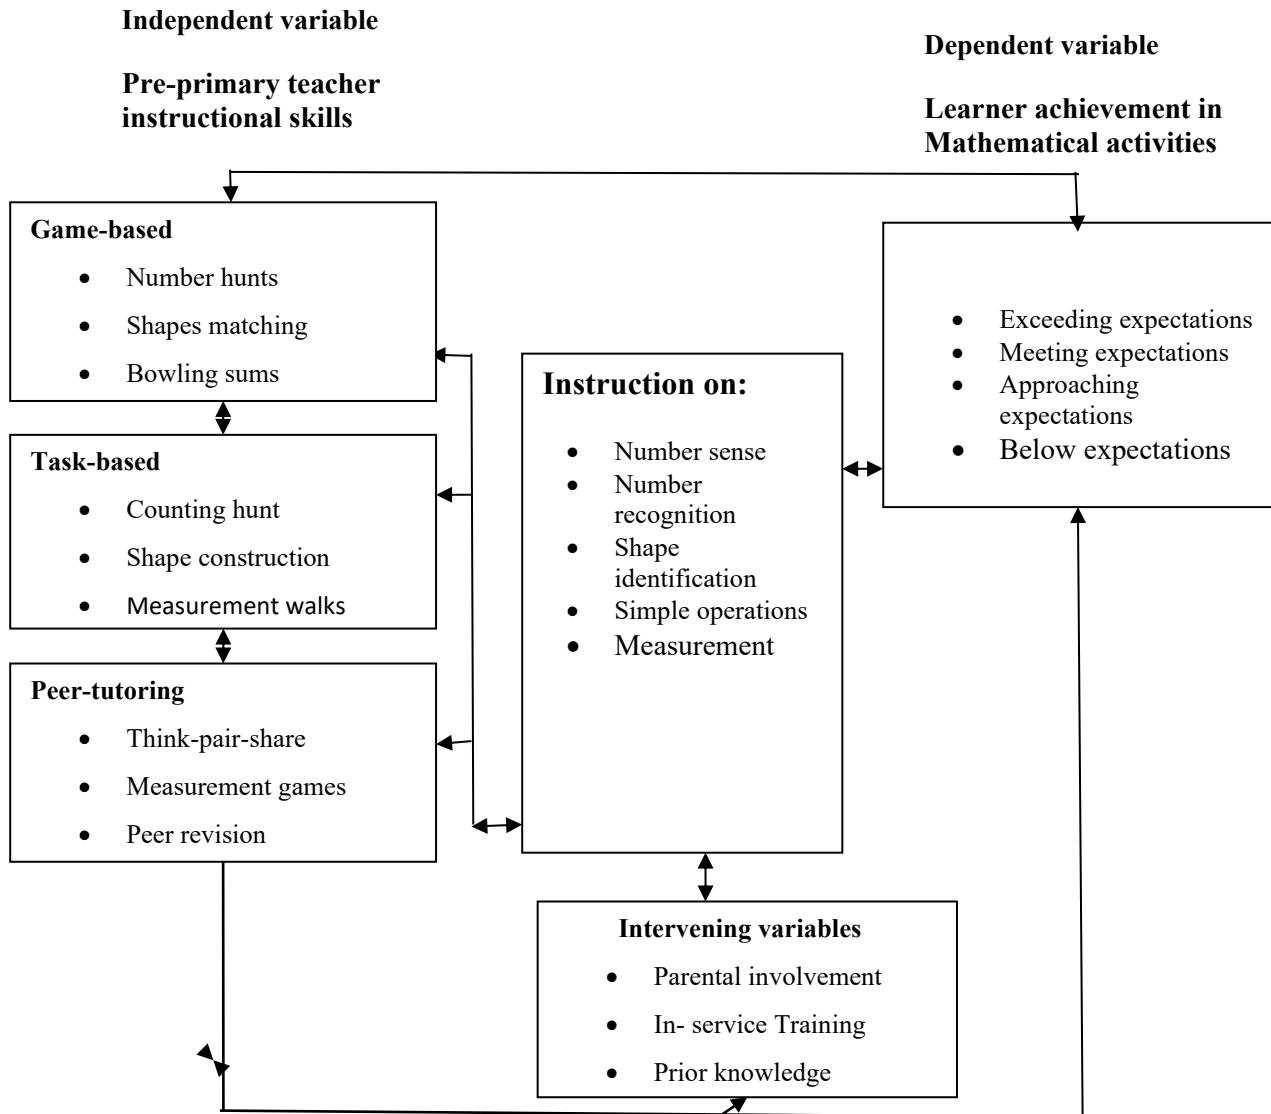 Independent variable
Pre-primary teacher
instructional skills
Dependent variable
Learner achievement in
Mathematical activities
Game-based
• Number hunts
• Shapes matching
• Bowling sums
Task-based
• Counting hunt
• Shape construction
• Measurement walks
Peer-tutoring
• Think-pair-share
• Measurement games
• Peer revision
Instruction on:
• Number sense
• Number
recognition
• Shape
identification
• Simple operations
• Measurement
• Exceeding expectations
• Meeting expectations
• Approaching
expectations
• Below expectations
Intervening variables
• Parental involvement
• In- service Training
• Prior knowledge